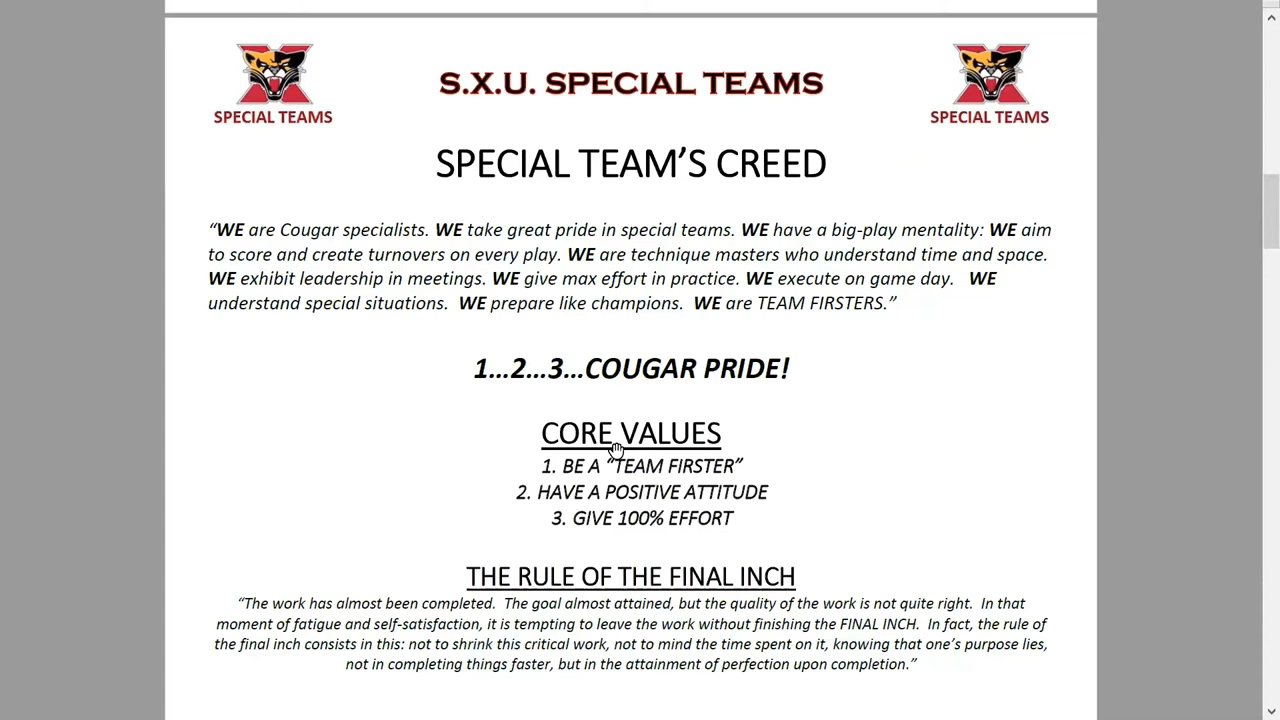 S.X.U. SPECIAL TEAMS
SPECIAL TEAMS
SPECIAL TEAMS
SPECIAL TEAM’S CREED
“WE are Cougar specialists. WE take great pride in special teams. WE have a big-play mentality: WE aim
to score and create turnovers on every play. WE are technique masters who understand time and space.
WE exhibit leadership in meetings. WE give max effort in practice. WE execute on game day. WE
understand special situations. WE prepare like champions. WE are TEAM FIRSTERS.”
1...2...3...COUGAR PRIDE!
CORE VALUES
1. BE A “TEAM FIRSTER”
2. HAVE A POSITIVE ATTITUDE
3. GIVE 100% EFFORT
THE RULE OF THE FINAL INCH
“The work has almost been completed. The goal almost attained, but the quality of the work is not quite right. In that
moment of fatigue and self-satisfaction, it is tempting to leave the work without finishing the FINAL INCH. In fact, the rule of
the final inch consists in this: not to shrink this critical work, not to mind the time spent on it, knowing that one’s purpose lies,
not in completing things faster, but in the attainment of perfection upon completion.”